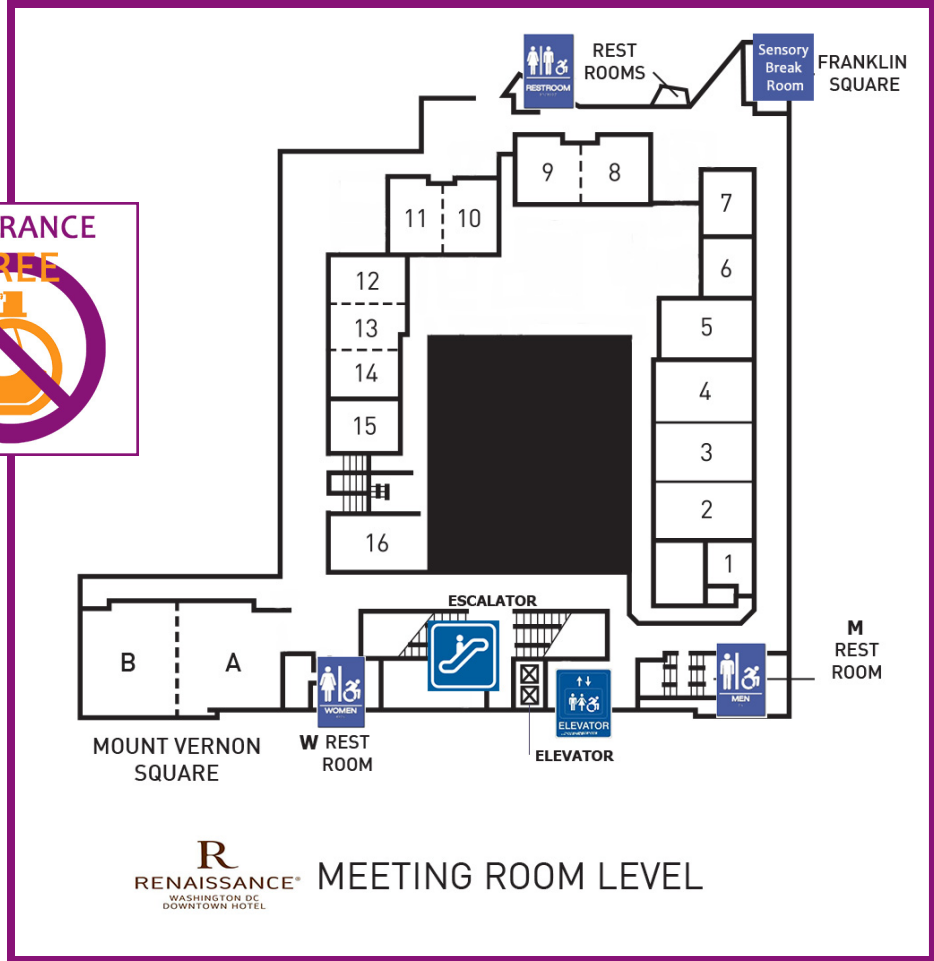 REST
ROOMS
RESTROOM
Sensory
Break
Room
FRANKLIN
SQUARE
9
8
7
11
10
RANCE
REE
6
12
13
5
14
4
15
3
2
16
1
ESCALATOR
B
A
M
REST
ROOM
WOMEN
MEN
ELEVATOR
W REST
ROOM
ELEVATOR
MOUNT VERNON
SQUARE
R
RENAISSANCE®
WASHINGTON DC
DOWNTOWN HOTEL
MEETING ROOM LEVEL